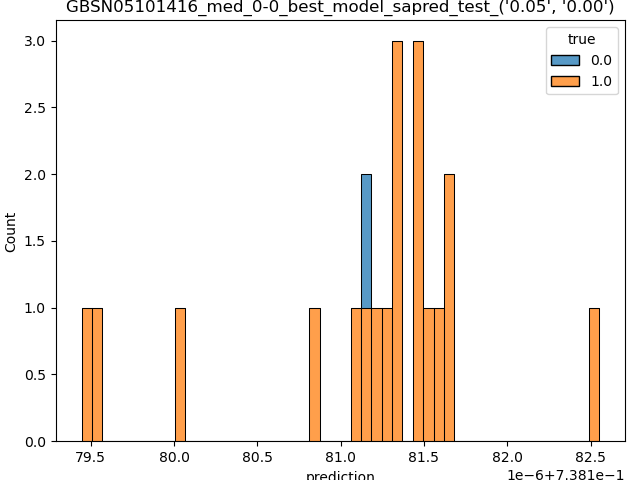 GBSN05101416_med_0-0_best_model_sapred_test_('0.05', '0.00')
3.0
2.5
2.0
1.5
1.0
0.5
0.0
Count
true
0.0
1.0
79.5 80.0 80.5 81.0 81.5 82.0 82.5
prediction
1e−6+7.381e−1